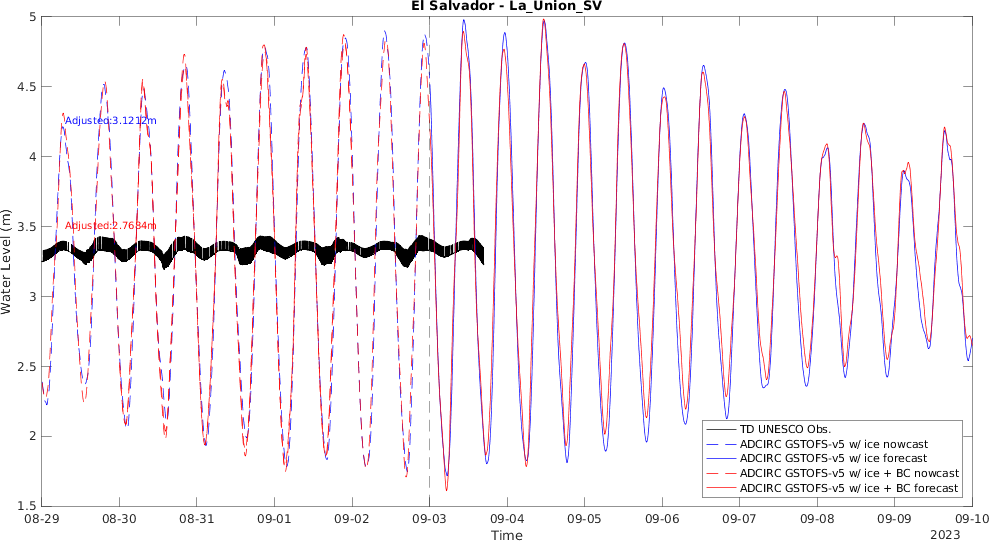 El Salvador - La_Union_SV
Water Level (m)
5
4.5
4
3.5
3
2.5
2
1.5
Adjusted:3.1212m
Adjusted:2.7634m
TD UNESCO Obs.
ADCIRC GSTOFS-v5 w/ ice nowcast
ADCIRC GSTOFS-v5 w/ ice forecast
ADCIRC GSTOFS-v5 w/ ice + BC nowcast
ADCIRC GSTOFS-v5 w/ ice + BC forecast
08-29 08-30 08-31 09-01 09-02 09-03 09-04 09-05 09-06 09-07 09-08 09-09 09-10
Time
2023